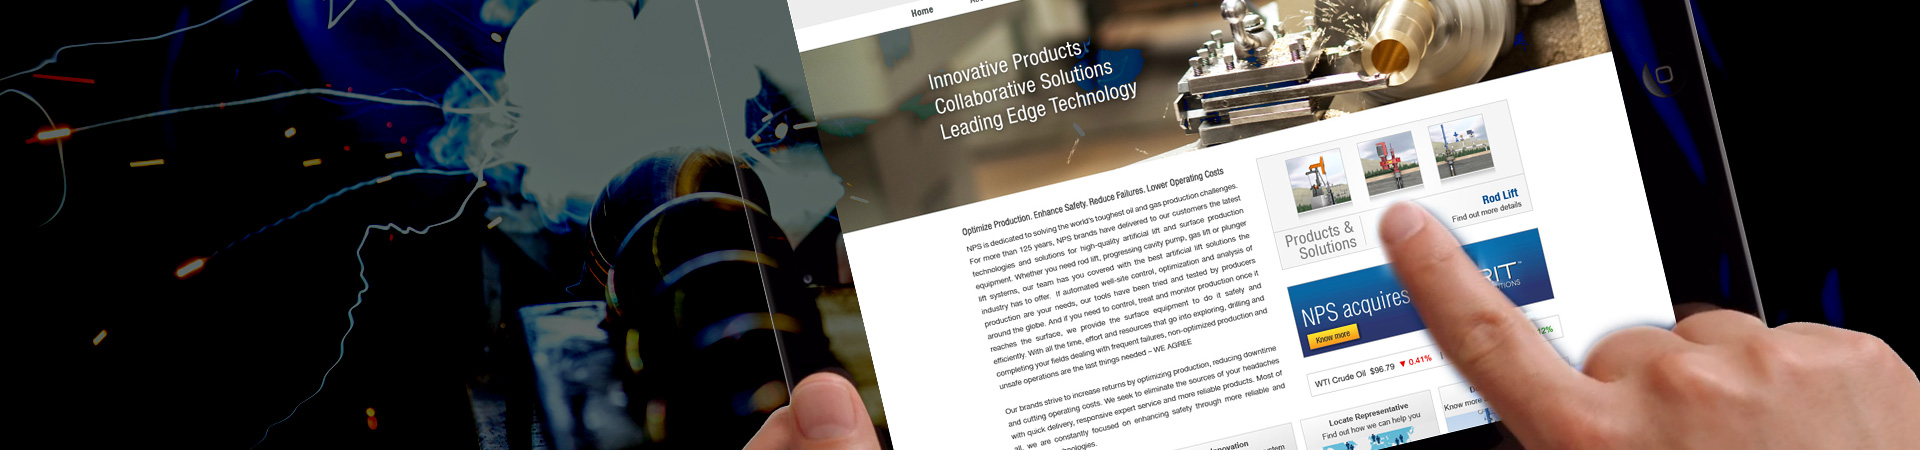 Home
Innovative Products
Collaborative Solutions
Leading Edge Technology
Optimize Production. Enhance Safety. Reduce Failures. Lower Operating Costs
NPS is dedicated to solving the world's toughest oil and gas production challenges.
For more than 125 years, NPS brands have delivered to our customers the latest
technologies and solutions for high-quality artificial lift and surface production
equipment. Whether you need rod lift, progressing cavity pump, gas lift or plunger
lift systems, our team has you covered with the best artificial lift solutions the
industry has to offer. If automated well-site control, optimization and analysis of
production are your needs, our tools have been tried and tested by producers
around the globe. And if you need to control, treat and monitor production once it
reaches the surface, we provide the surface equipment to do it safely and
efficiently. With all the time, effort and resources that go into exploring, drilling and
completing your fields dealing with frequent failures, non-optimized production and
unsafe operations are the last things needed – WE AGREE
Our brands strive to increase returns by optimizing production, reducing downtime
and cutting operating costs. We seek to eliminate the sources of your headaches
with quick delivery, responsive expert service and more reliable products. Most of
all, we are constantly focused on enhancing safety through more reliable and
Products &
Solutions
Rod Lift
Find out more details
NPS acquires
Know more
WTI Crude Oil $96.79 ▼ 0.41%
12%
Locate Representative
Find out how we can help you
Know more